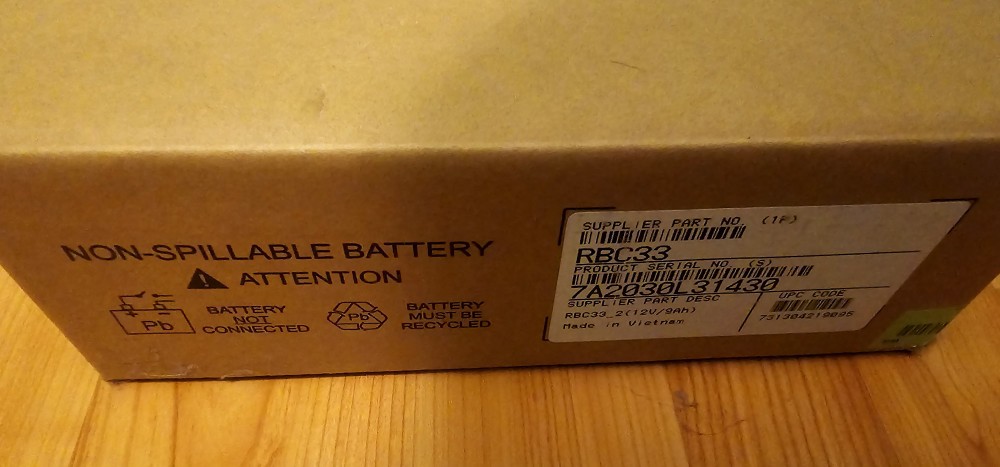 NON-SPILLABLE BATTERY
ATTENTION
Pb
BATTERY
NOT
CONNECTED
Pb
BATTERY
MUST BE
RECYCLED
SUPPLIER PART NO. (1P)
RBC33
PRODUCT SERIAL NO. (S)
7A2030L31430
SUPPLIER PART DESC
RBC33_2(12V/9Ah)
Made in Vietnam
UPC CODE
731304219095